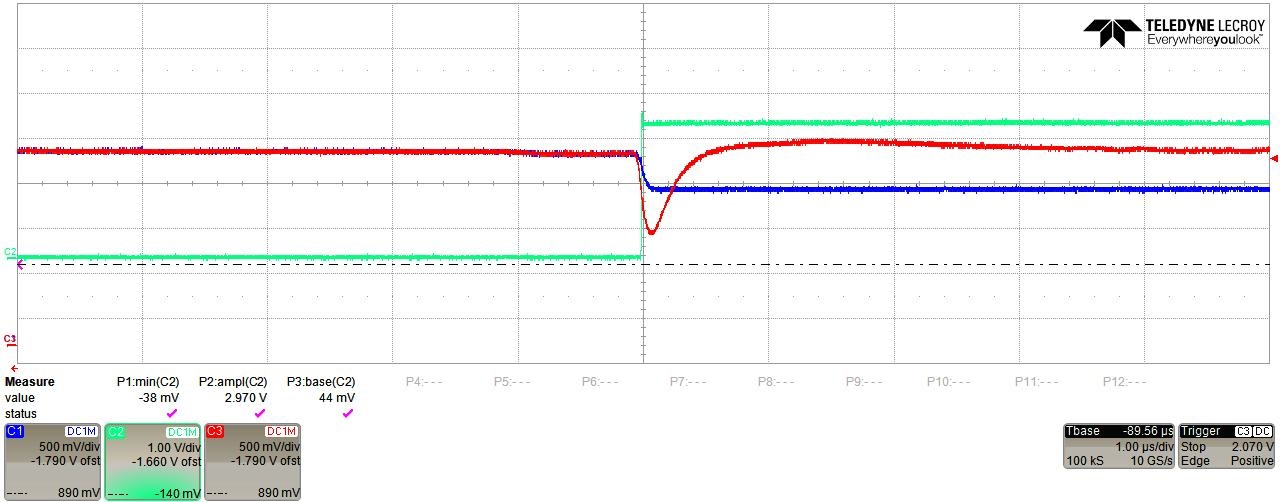 TELEDYNE LECROY
Everywhereyoulook™
C2
C3
Measure P1:min(C2) P2:ampl(C2) P3:base(C2) P4:--- P5:--- P6:--- P7:--- P8:--- P9:--- P10:--- P11:--- P12:---
value -38 mV 2.970 V 44 mV
status
C1 DC1M
500 mV/div
-1.790 V ofst
890 mV
C2 DC1M
1.00 V/div
-1.660 V ofst
-140 mV
C3 DC1M
500 mV/div
-1.790 V ofst
890 mV
Tbase -89.56 µs
1.00 µs/div
100 kS 10 GS/s
Trigger C3 DC
Stop 2.070 V
Edge Positive